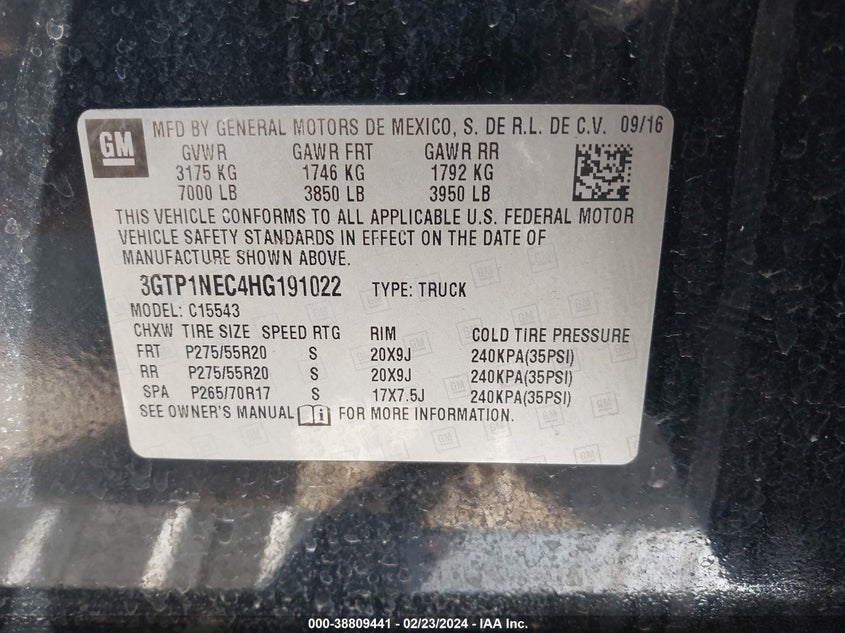 GM MFD BY GENERAL MOTORS DE MEXICO, S. DE R.L. DE C.V. 09/16
GVWR GAWR FRT GAWR RR
3175 KG 1746 KG 1792 KG
7000 LB 3850 LB 3950 LB
THIS VEHICLE CONFORMS TO ALL APPLICABLE U.S. FEDERAL MOTOR
VEHICLE SAFETY STANDARDS IN EFFECT ON THE DATE OF
MANUFACTURE SHOWN ABOVE.
3GTP1NEC4HG191022 TYPE: TRUCK
MODEL: C15543
CHXW TIRE SIZE SPEED RTG RIM COLD TIRE PRESSURE
FRT P275/55R20 S 20X9J 240KPA(35PSI)
RR P275/55R20 S 20X9J 240KPA(35PSI)
SPA P265/70R17 S 17X7.5J 240KPA(35PSI)
SEE OWNER'S MANUAL FOR MORE INFORMATION.
000-38809441 - 02/23/2024 - IAA Inc.